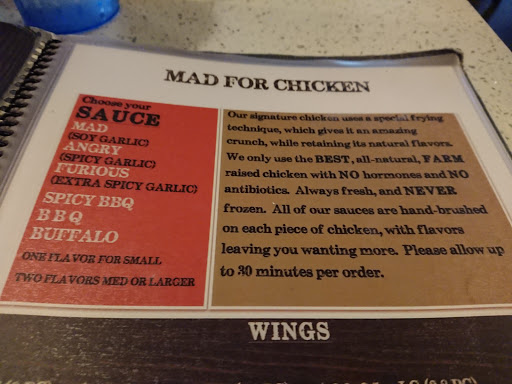 MAD FOR CHICKEN
Choose your
SAUCE
MAD
(SOY GARLIC)
ANGRY
(SPICY GARLIC)
FURIOUS
(EXTRA SPICY GARLIC)
SPICY BBQ
B B Q
BUFFALO
ONE FLAVOR FOR SMALL
TWO FLAVORS MED OR LARGER
Our signature chicken uses a special frying
technique, which gives it an amazing
crunch, while retaining its natural flavors.
We only use the BEST, all-natural, FARM
raised chicken with NO hormones and NO
antibiotics. Always fresh, and NEVER
frozen. All of our sauces are hand-brushed
on each piece of chicken, with flavors
leaving you wanting more. Please allow up
to 30 minutes per order.
WINGS